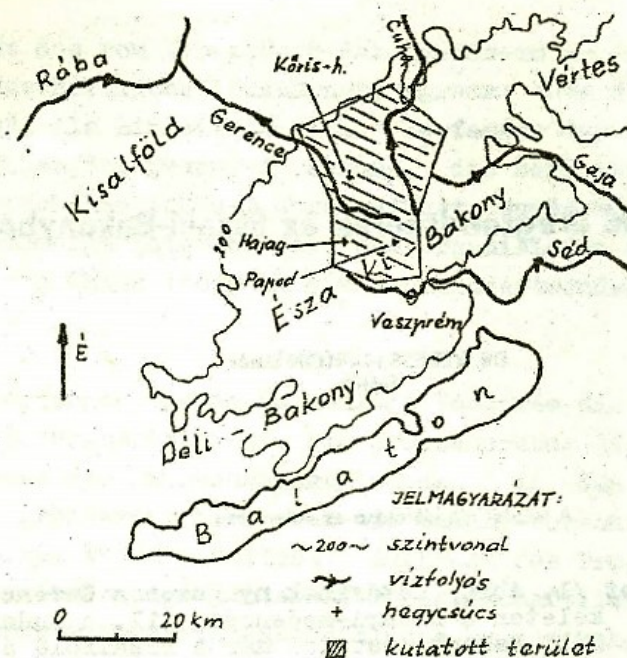 Cuha
Kőris-h.
Vértes
Rába
Gerence
Gaja
Kisalföld
Bakony
200
Hajag
Papod
Észa
ki
Séd
Veszprém
É
Déli - Bakony
Balaton
JELMAGYARÁZAT:
~200~ szintvonal
vízfolyás
+ hegycsúcs
kutatott terület
0 20 km